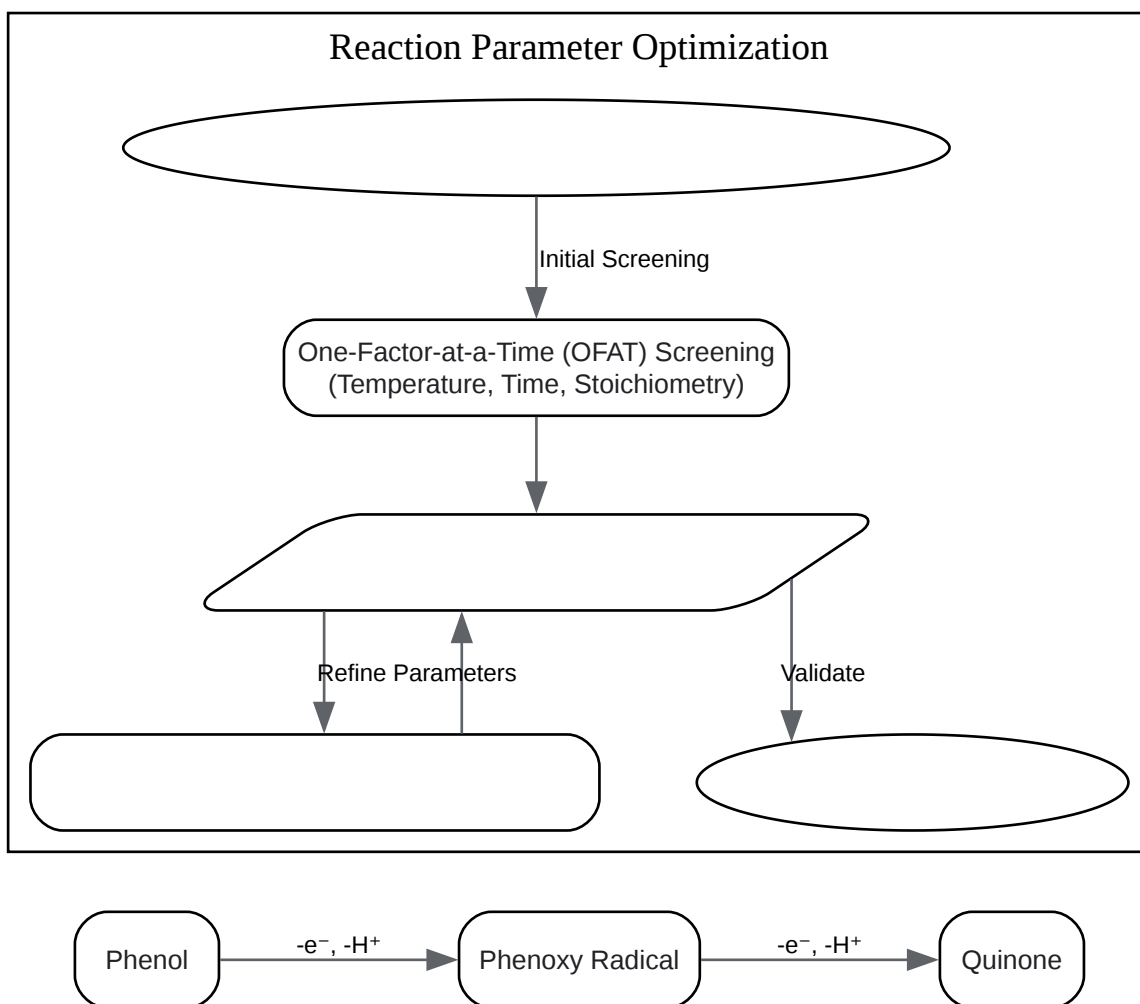 Reaction Parameter Optimization
Initial Screening
One-Factor-at-a-Time (OFAT) Screening
(Temperature, Time, Stoichiometry)
Refine Parameters
Validate
-e⁻, -H⁺
-e⁻, -H⁺
Phenol
Phenoxy Radical
Quinone